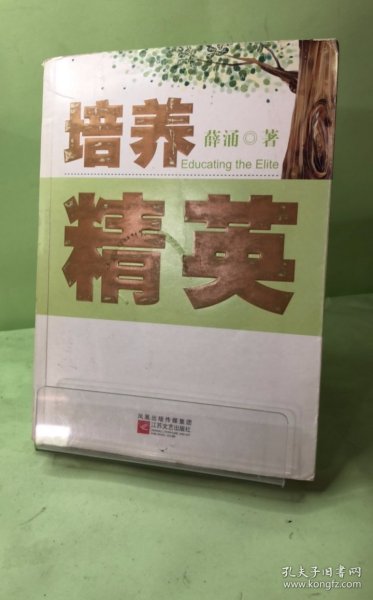 培养
薛涌◎著
Educating the Elite
精英
凤凰出版传媒集团
江苏文艺出版社
孔夫子旧书网
www.kongfz.com